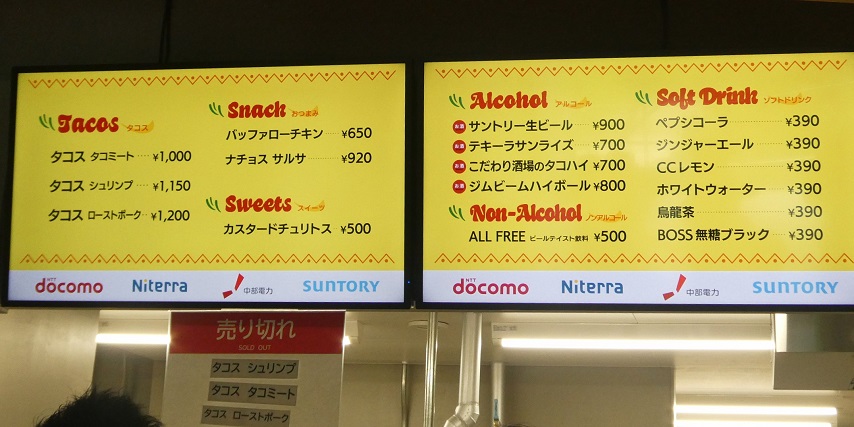 Tacos タコス
タコス タコミート ¥1,000
タコス シュリンプ ¥1,150
タコス ローストポーク ¥1,200
Snack おつまみ
バッファローチキン ¥650
ナチョス サルサ ¥920
Sweets スイーツ
カスタードチュリトス ¥500
NTT
docomo Niterra 中部電力 SUNTORY
Alcohol アルコール
お酒 サントリー生ビール ¥900
お酒 テキーラサンライズ ¥700
お酒 こだわり酒場のタコハイ ¥700
お酒 ジムビームハイボール ¥800
Non-Alcohol ノンアルコール
ALL FREE ビールテイスト飲料 ¥500
Soft Drink ソフトドリンク
ペプシコーラ ¥390
ジンジャーエール ¥390
CCレモン ¥390
ホワイトウォーター ¥390
烏龍茶 ¥390
BOSS 無糖ブラック ¥390
NTT
docomo Niterra 中部電力 SUNTORY
売り切れ
SOLD OUT
タコス シュリンプ
タコス タコミート
タコス ローストポーク